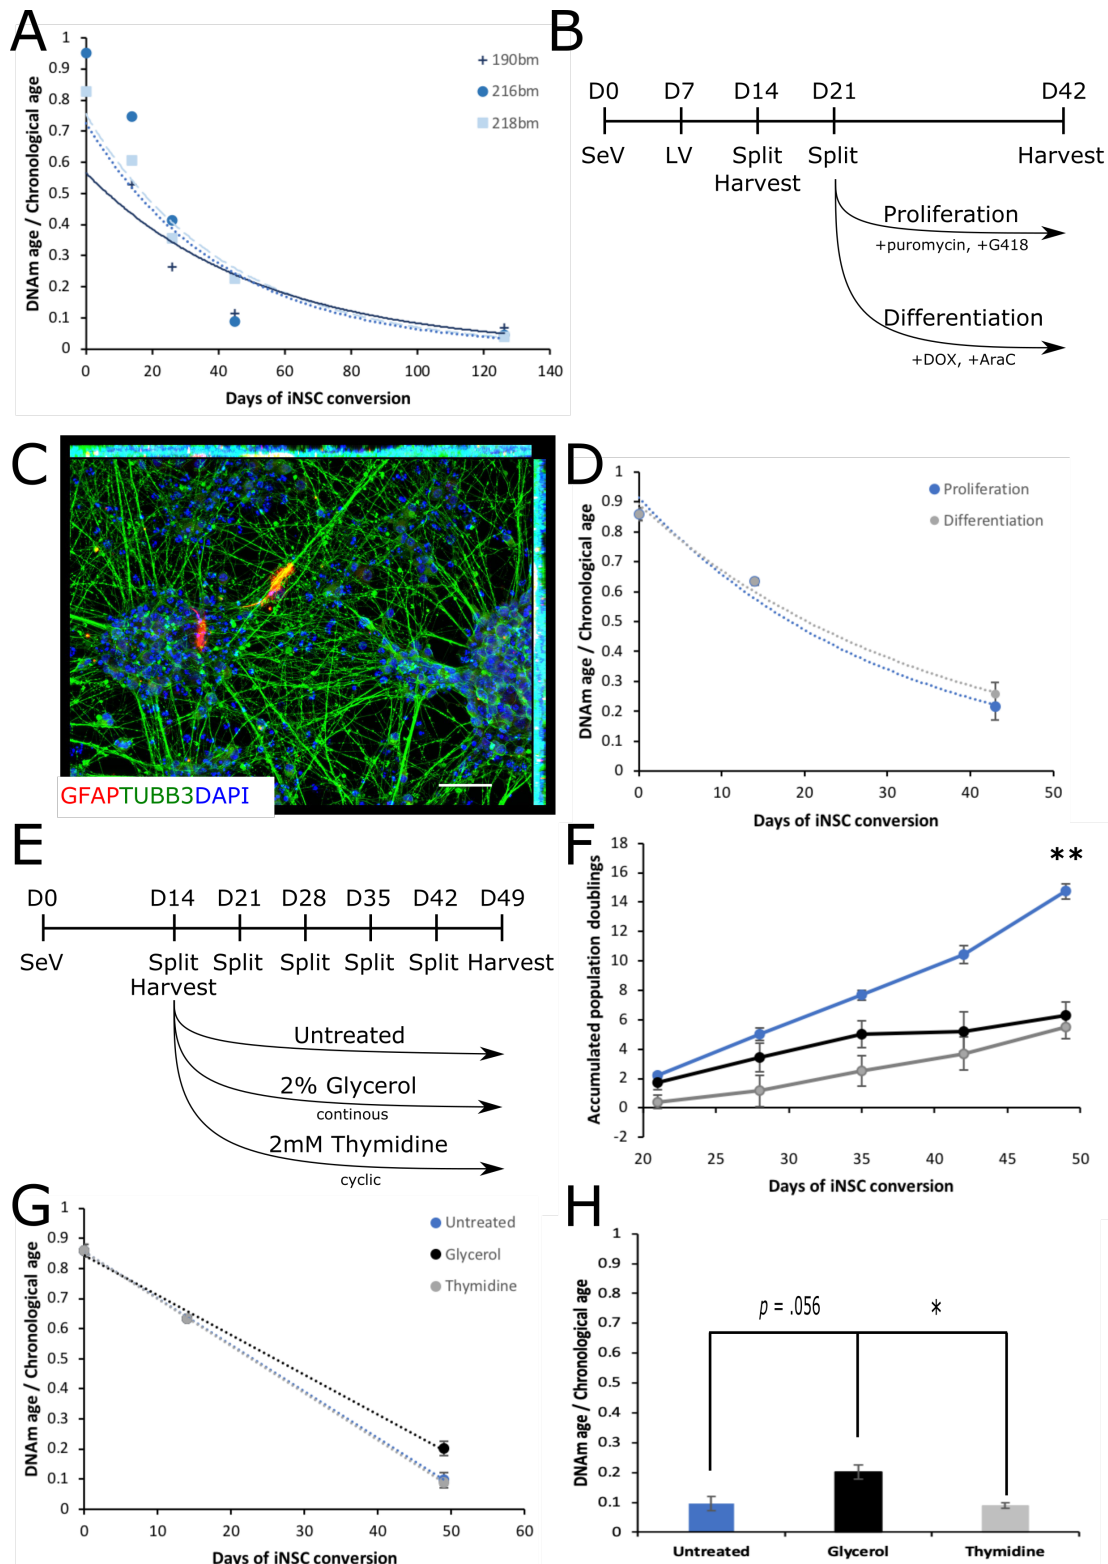 A
DNAm age / Chronological age
1
0.9
0.8
0.7
0.6
0.5
0.4
0.3
0.2
0.1
0
0 20 40 60 80 100 120 140
Days of iNSC conversion
190bm
216bm
218bm
B
D0 D7 D14 D21 D42
SeV LV Split Split Harvest
Harvest
Proliferation
+puromycin, +G418
Differentiation
+DOX, +AraC
C
GFAPTUBB3DAPI
D
DNAm age / Chronological age
1
0.9
0.8
0.7
0.6
0.5
0.4
0.3
0.2
0.1
0
0 10 20 30 40 50
Days of iNSC conversion
Proliferation
Differentiation
E
D0 D14 D21 D28 D35 D42 D49
SeV Split Split Split Split Split Harvest
Harvest
Untreated
2% Glycerol
continous
2mM Thymidine
cyclic
F
Accumulated population doublings
18
16
14
12
10
8
6
4
2
0
-2
20 25 30 35 40 45 50
Days of iNSC conversion
**
G
DNAm age / Chronological age
1
0.9
0.8
0.7
0.6
0.5
0.4
0.3
0.2
0.1
0
0 10 20 30 40 50 60
Days of iNSC conversion
Untreated
Glycerol
Thymidine
H
DNAm age / Chronological age
1
0.9
0.8
0.7
0.6
0.5
0.4
0.3
0.2
0.1
0
p = .056
*
Untreated Glycerol Thymidine